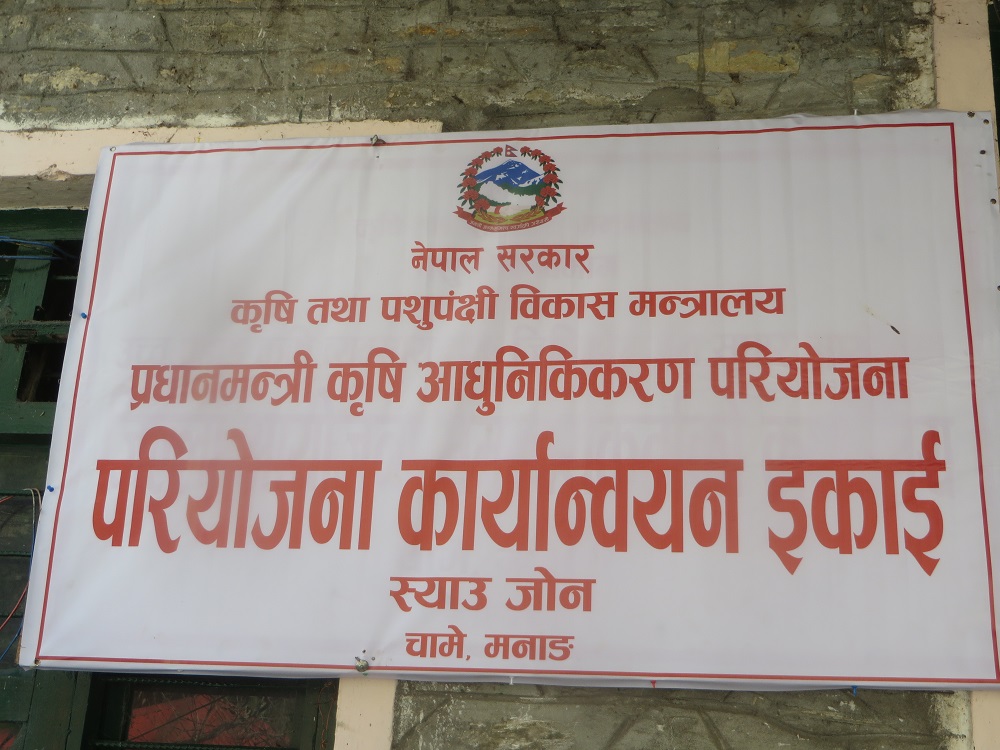 नेपाल सरकार
कृषि तथा पशुपंक्षी विकास मन्त्रालय
प्रधानमन्त्री कृषि आधुनिकिकरण परियोजना
परियोजना कार्यान्वयन इकाई
स्याउ जोन
चामे, मनाङ